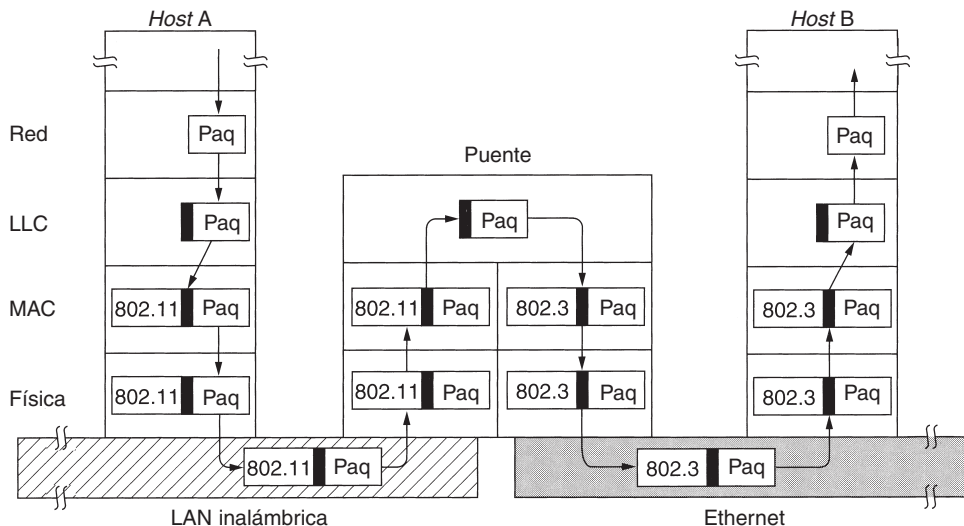 Host A
Host B
Red
Paq
Paq
Puente
LLC
Paq
Paq
Paq
MAC
802.11 Paq
802.11 Paq
802.3 Paq
802.3 Paq
Física
802.11 Paq
802.11 Paq
802.3 Paq
802.3 Paq
802.11 Paq
802.3 Paq
LAN inalámbrica
Ethernet